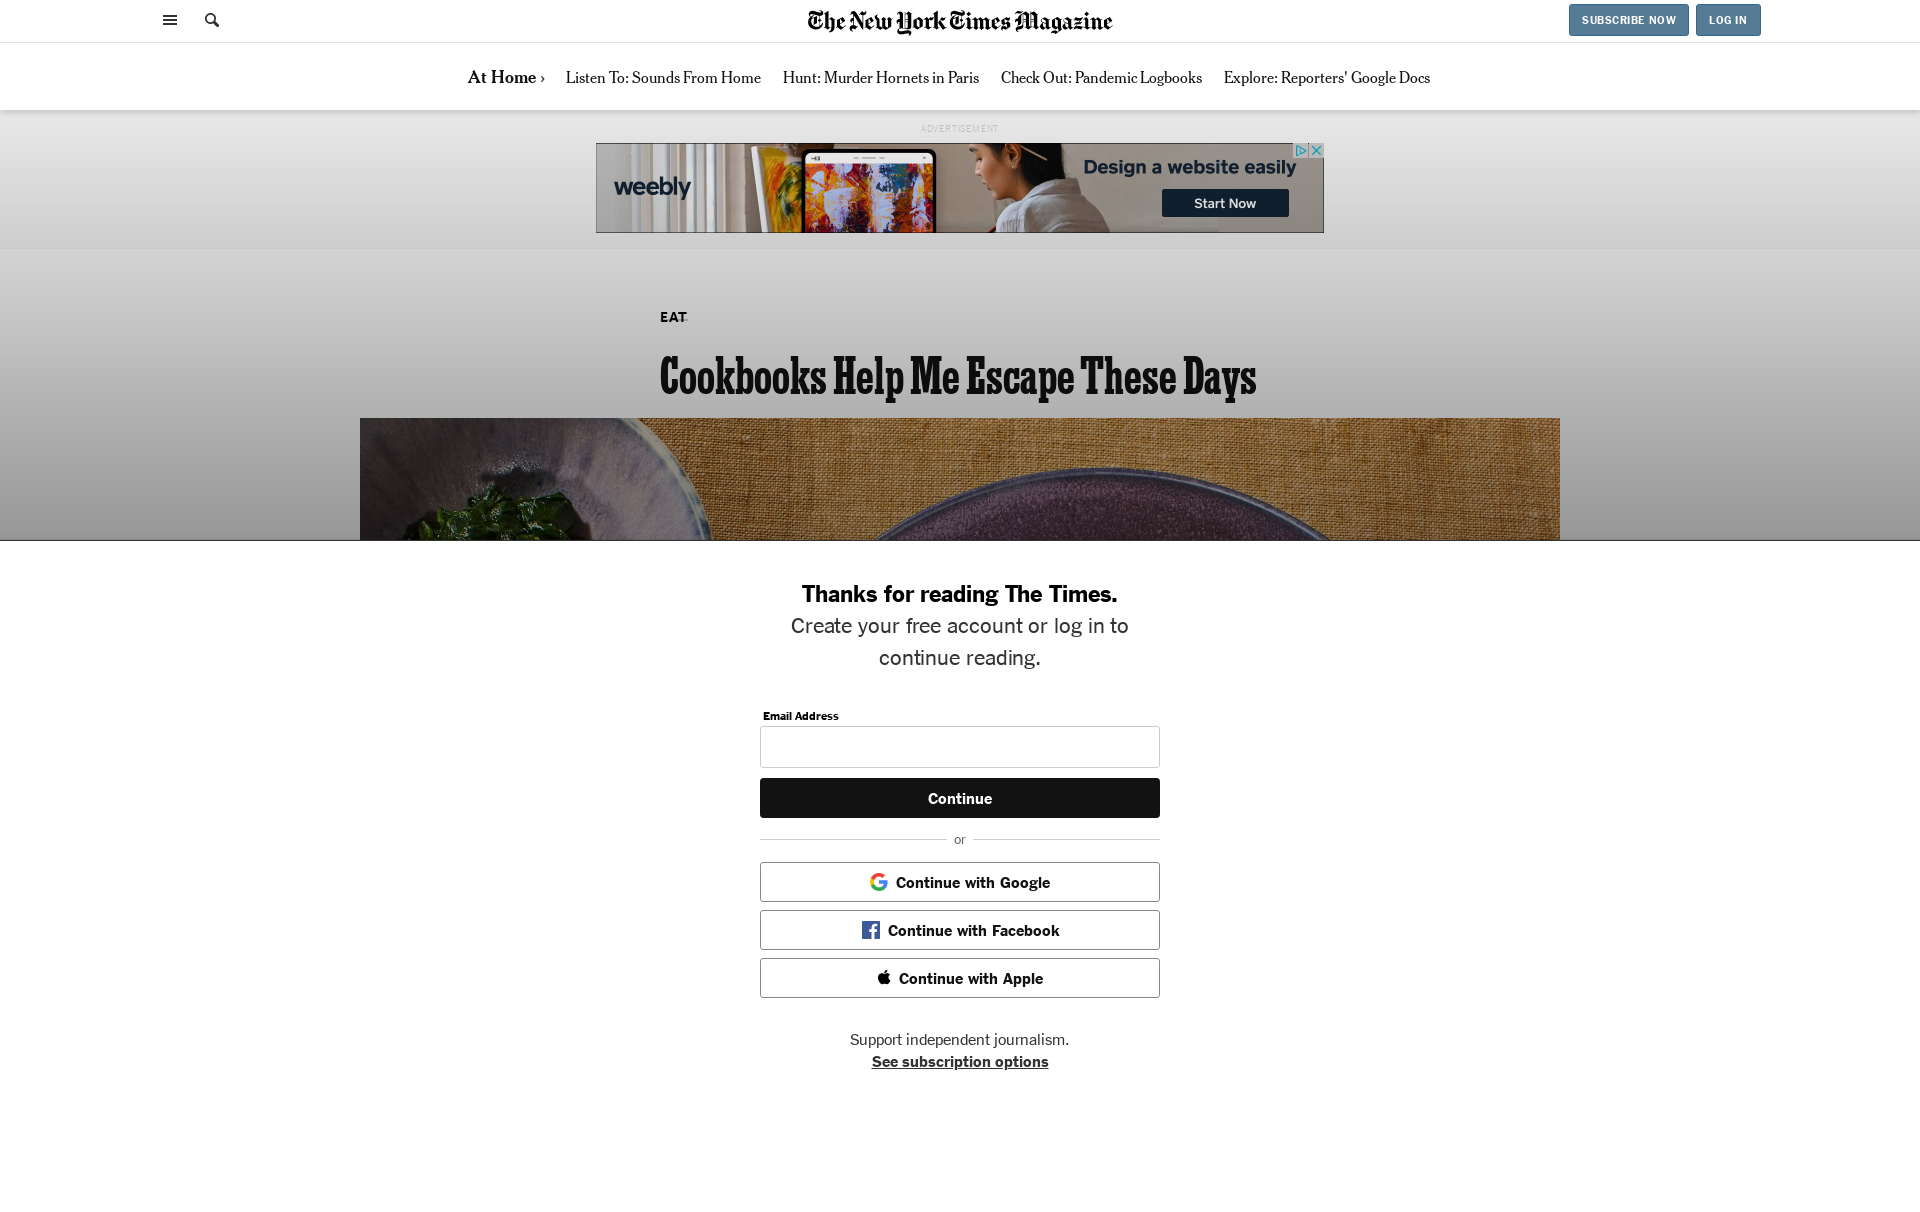 The New York Times Magazine
SUBSCRIBE NOW
LOG IN
At Home ›
Listen To: Sounds From Home
Hunt: Murder Hornets in Paris
Check Out: Pandemic Logbooks
Explore: Reporters' Google Docs
ADVERTISEMENT
weebly
Design a website easily
Start Now
EAT
Cookbooks Help Me Escape These Days
Thanks for reading The Times.
Create your free account or log in to
continue reading.
Email Address
Continue
or
Continue with Google
Continue with Facebook
Continue with Apple
Support independent journalism.
See subscription options